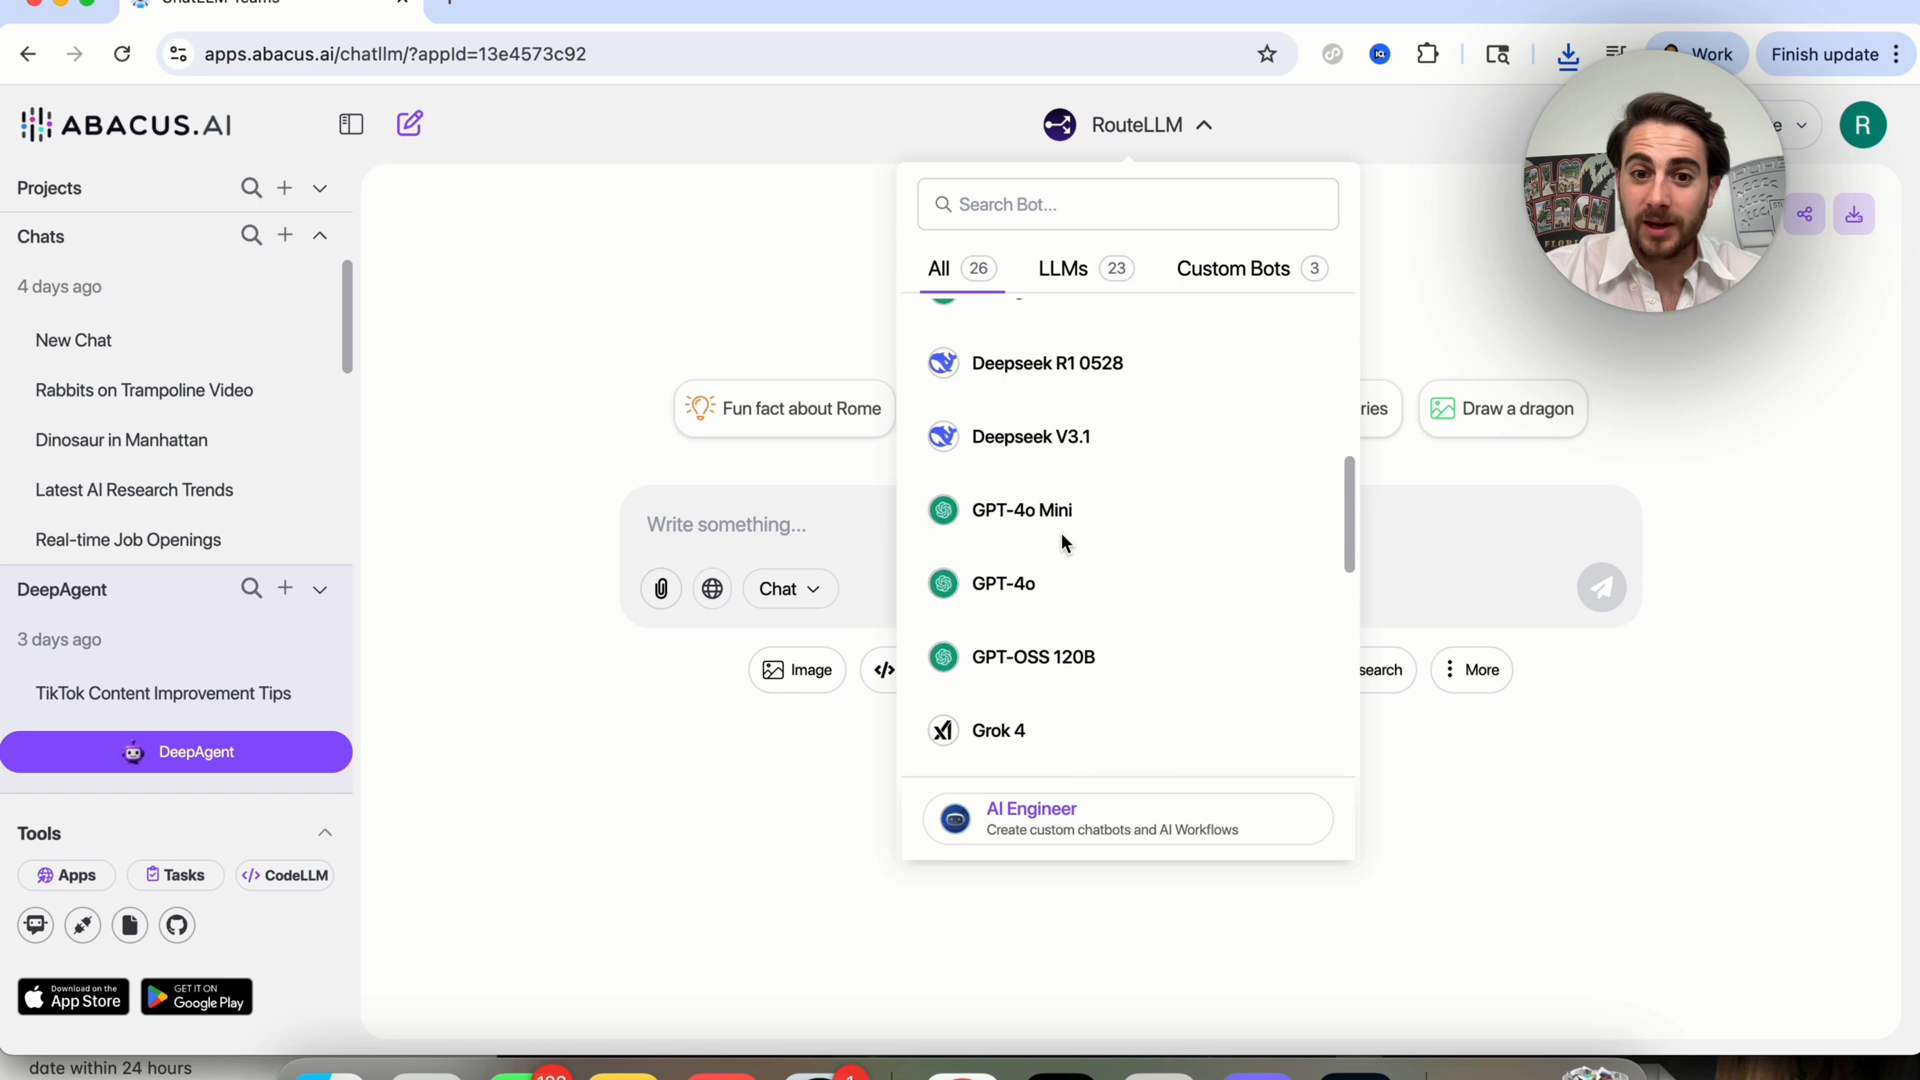 apps.abacus.ai/chatllm/?appId=13e4573c92
Work
Finish update
ABACUS.AI
RouteLLM
R
Projects
Chats
4 days ago
New Chat
Rabbits on Trampoline Video
Dinosaur in Manhattan
Latest AI Research Trends
Real-time Job Openings
DeepAgent
3 days ago
TikTok Content Improvement Tips
DeepAgent
Tools
Apps
Tasks
CodeLLM
Download on the
App Store
GET IT ON
Google Play
Search Bot...
All 26
LLMs 23
Custom Bots 3
Deepseek R1 0528
Deepseek V3.1
GPT-4o Mini
GPT-4o
GPT-OSS 120B
Grok 4
AI Engineer
Create custom chatbots and AI Workflows
Fun fact about Rome
ries
Draw a dragon
Write something...
Chat
Image
search
More
date within 24 hours